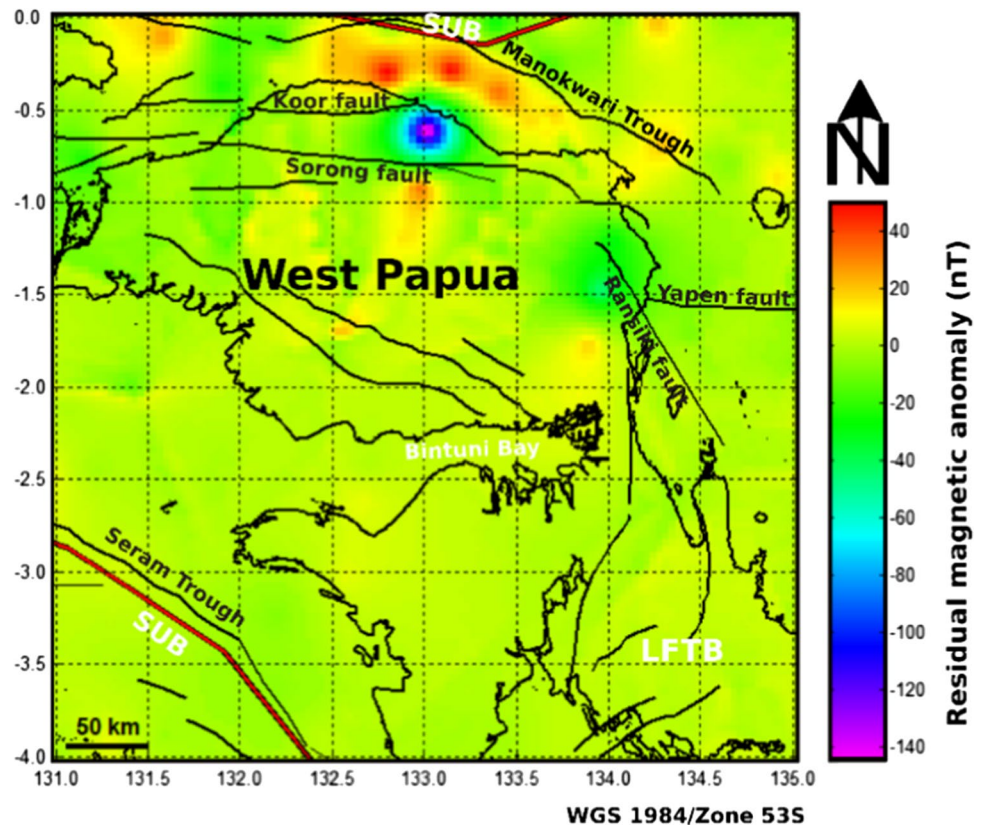 0.0
SUB
Manokwari Trough
-0.5
Koor fault
Sorong fault
-1.0
West Papua
-1.5
Yapen fault
Ransiki fault
-2.0
Bintuni Bay
-2.5
-3.0
Seram Trough
SUB
-3.5
LFTB
50 km
-4.0
131.0 131.5 132.0 132.5 133.0 133.5 134.0 134.5 135.0
WGS 1984/Zone 53S
N
40
20
0
-20
-40
-60
-80
-100
-120
-140
Residual magnetic anomaly (nT)